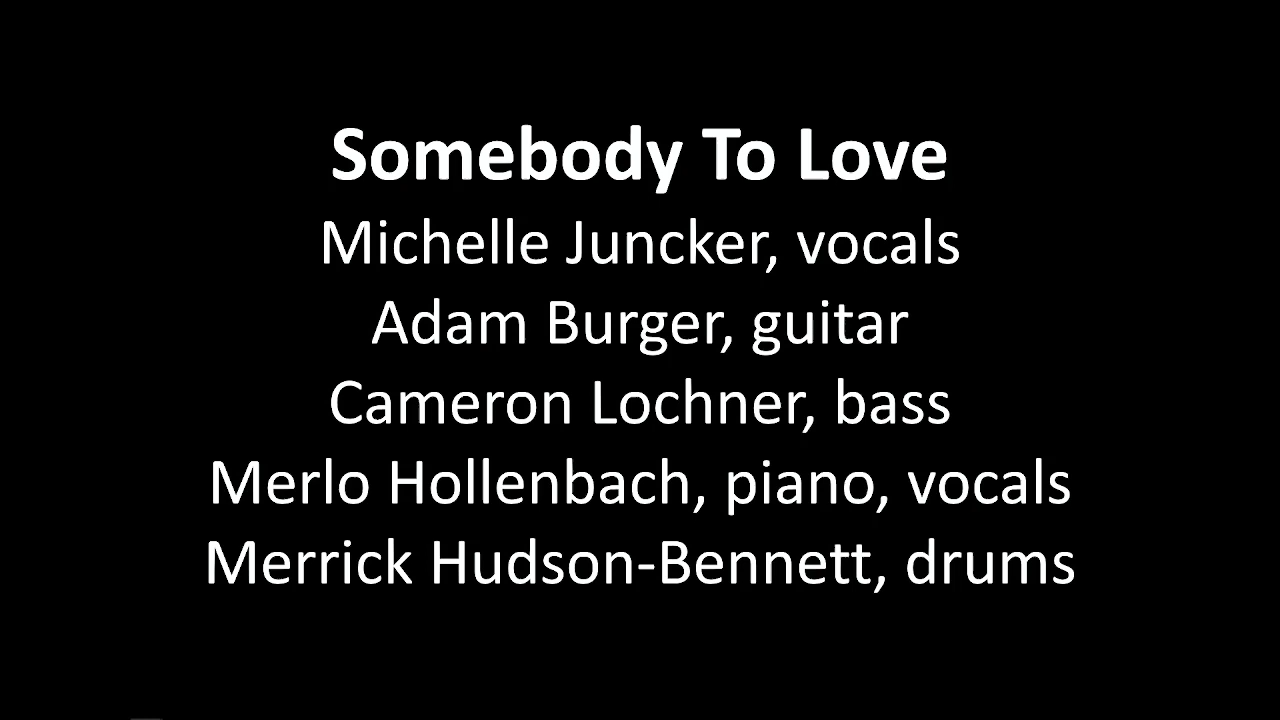 Somebody To Love
Michelle Juncker, vocals
Adam Burger, guitar
Cameron Lochner, bass
Merlo Hollenbach, piano, vocals
Merrick Hudson-Bennett, drums